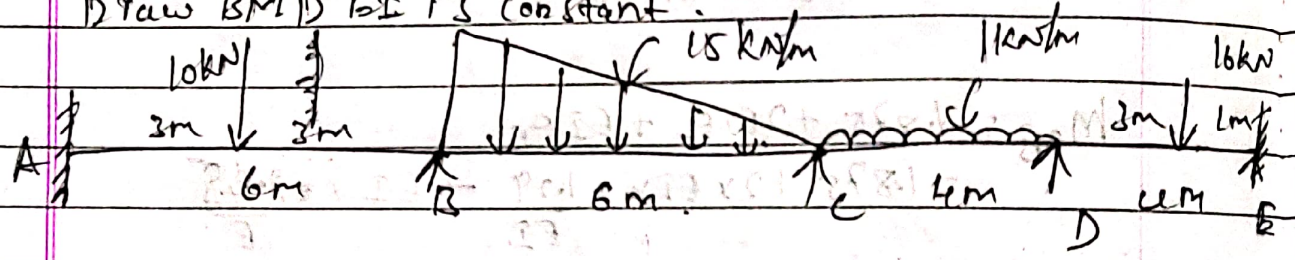 Draw BMD EI is constant.
10kN 15 kN/m 1kN/m 16kN
A 3m 3m 3m 1m
6m B 6m. C 4m D 4m E